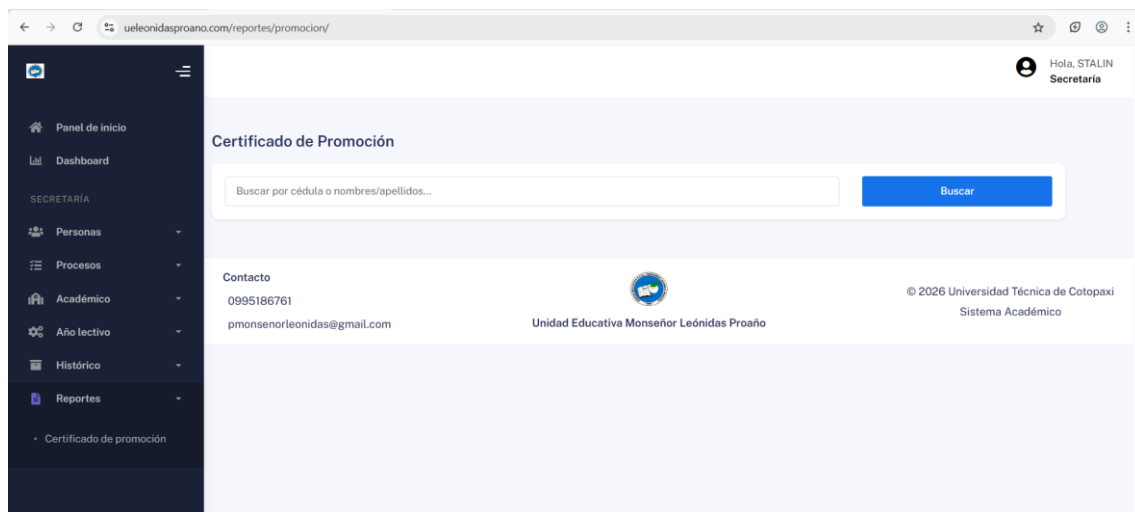 ueleonidasproano.com/reportes/promocion/
Hola, STALIN
Secretaría
Panel de inicio
Dashboard
SECRETARÍA
Personas
Procesos
Académico
Año lectivo
Histórico
Reportes
Certificado de promoción
Certificado de Promoción
Buscar por cédula o nombres/apellidos...
Buscar
Contacto
0995186761
pmonsenorleonidas@gmail.com
Unidad Educativa Monseñor Leónidas Proaño
© 2026 Universidad Técnica de Cotopaxi
Sistema Académico